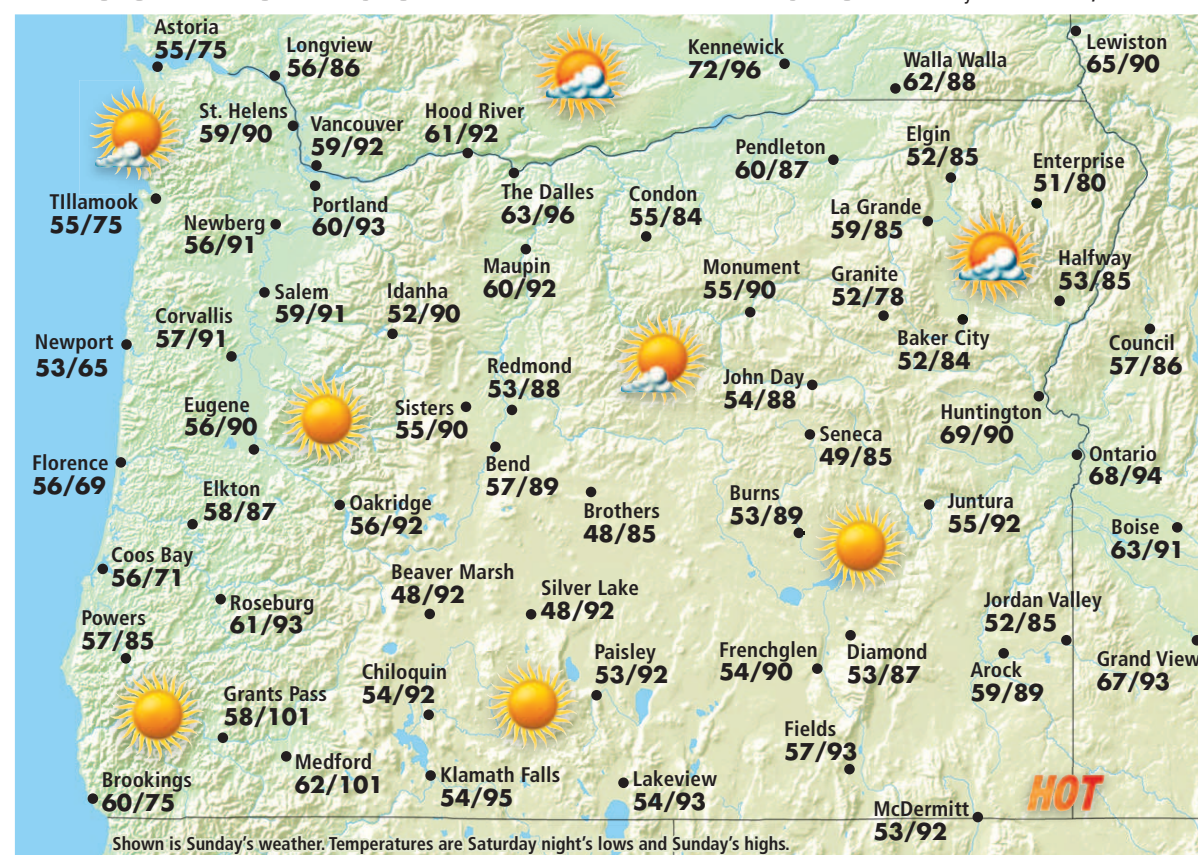 Astoria
55/75
Longview
56/86
Kennewick
72/96
Walla Walla
62/88
Lewiston
65/90
St. Helens
59/90
Vancouver
59/92
Hood River
61/92
Pendleton
60/87
Elgin
52/85
Enterprise
51/80
TIllamook
55/75
Newberg
56/91
Portland
60/93
The Dalles
63/96
Condon
55/84
La Grande
59/85
Maupin
60/92
Monument
55/90
Granite
52/78
Halfway
53/85
Salem
59/91
Idanha
52/90
Corvallis
57/91
Newport
53/65
Baker City
52/84
Council
57/86
Redmond
53/88
John Day
54/88
Eugene
56/90
Sisters
55/90
Huntington
69/90
Seneca
49/85
Florence
56/69
Bend
57/89
Ontario
68/94
Elkton
58/87
Oakridge
56/92
Brothers
48/85
Burns
53/89
Juntura
55/92
Boise
63/91
Coos Bay
56/71
Beaver Marsh
48/92
Silver Lake
48/92
Roseburg
61/93
Jordan Valley
52/85
Powers
57/85
Chiloquin
54/92
Paisley
53/92
Frenchglen
54/90
Diamond
53/87
Arock
59/89
Grand View
67/93
Grants Pass
58/101
Fields
57/93
Medford
62/101
Klamath Falls
54/95
Lakeview
54/93
Brookings
60/75
HOT
McDermitt
53/92
Shown is Sunday's weather. Temperatures are Saturday night's lows and Sunday's highs.